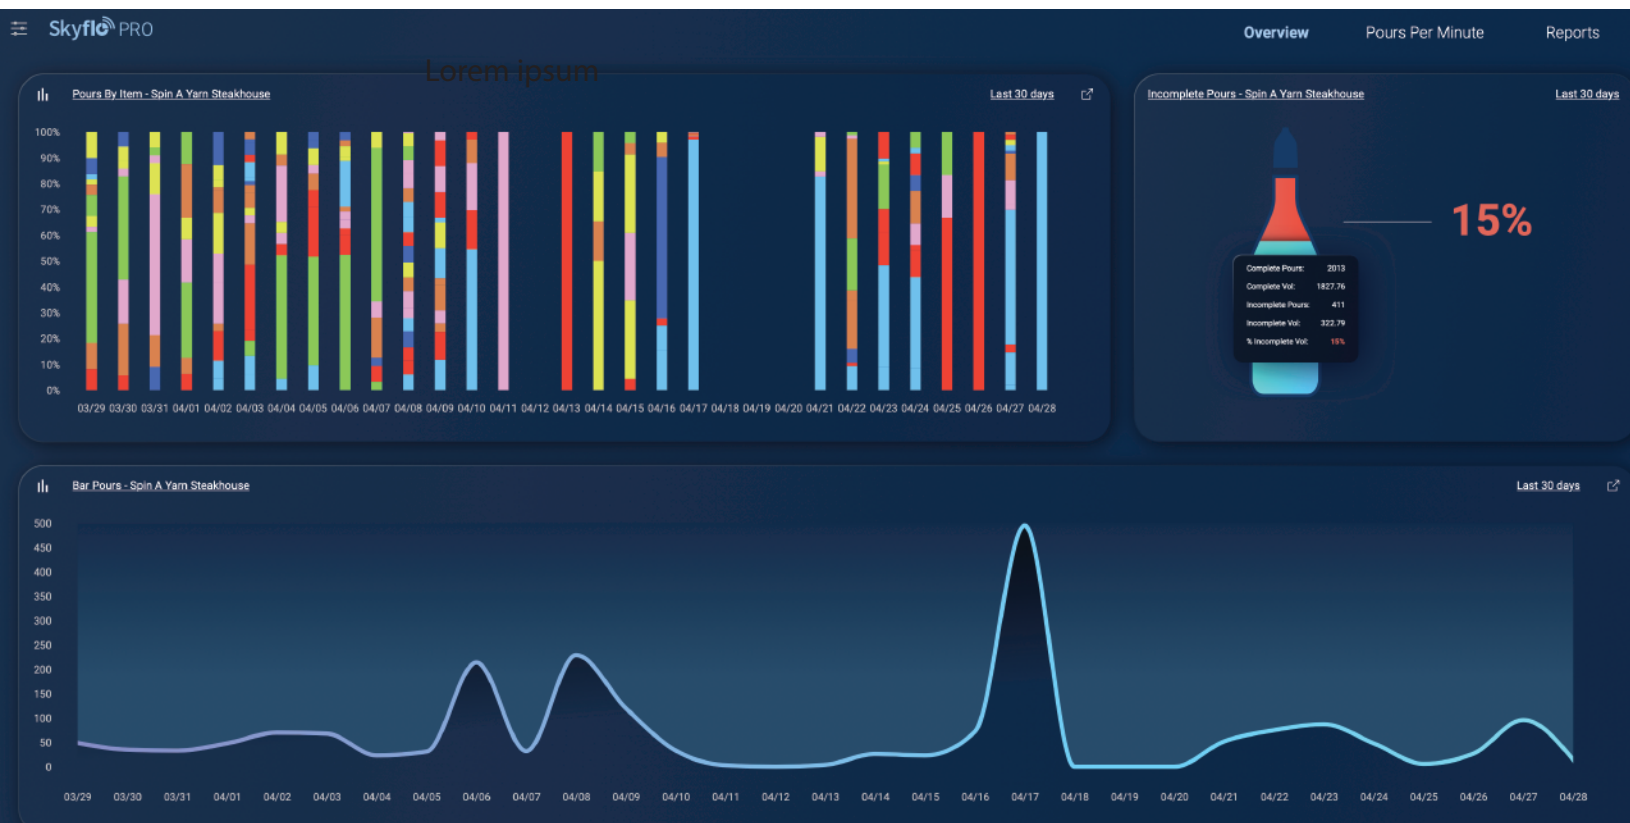 Skyflo PRO
Overview Pours Per Minute Reports
Lorem ipsum
Pours By Item - Spin A Yarn Steakhouse Last 30 days
100%
90%
80%
70%
60%
50%
40%
30%
20%
10%
0%
03/29 03/30 03/31 04/01 04/02 04/03 04/04 04/05 04/06 04/07 04/08 04/09 04/10 04/11 04/12 04/13 04/14 04/15 04/16 04/17 04/18 04/19 04/20 04/21 04/22 04/23 04/24 04/25 04/26 04/27 04/28
Incomplete Pours - Spin A Yarn Steakhouse Last 30 days
15%
Complete Pours: 2013
Complete Vol: 1827.76
Incomplete Pours: 411
Incomplete Vol: 322.79
% Incomplete Vol: 15%
Bar Pours - Spin A Yarn Steakhouse Last 30 days
500
450
400
350
300
250
200
150
100
50
0
03/29 03/30 03/31 04/01 04/02 04/03 04/04 04/05 04/06 04/07 04/08 04/09 04/10 04/11 04/12 04/13 04/14 04/15 04/16 04/17 04/18 04/19 04/20 04/21 04/22 04/23 04/24 04/25 04/26 04/27 04/28